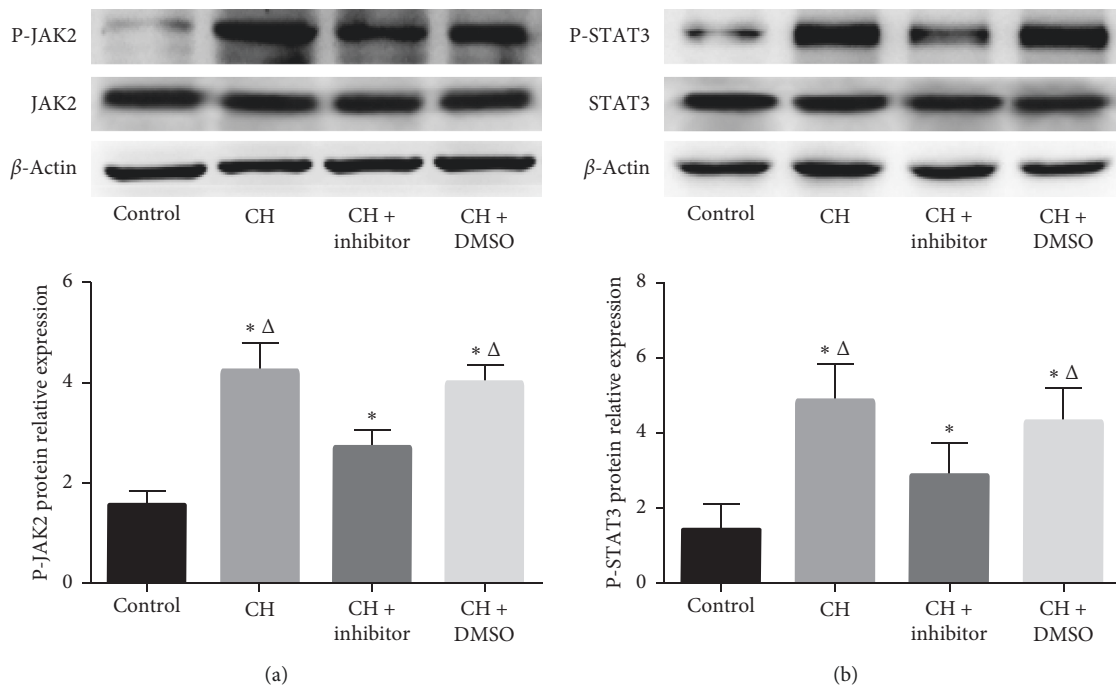 P-JAK2
JAK2
β-Actin
Control
CH
CH +
inhibitor
CH +
DMSO
P-JAK2 protein relative expression
6
4
2
0
* Δ
*
* Δ
Control
CH
CH +
inhibitor
CH +
DMSO
(a)
P-STAT3
STAT3
β-Actin
Control
CH
CH +
inhibitor
CH +
DMSO
P-STAT3 protein relative expression
8
6
4
2
0
* Δ
*
* Δ
Control
CH
CH +
inhibitor
CH +
DMSO
(b)